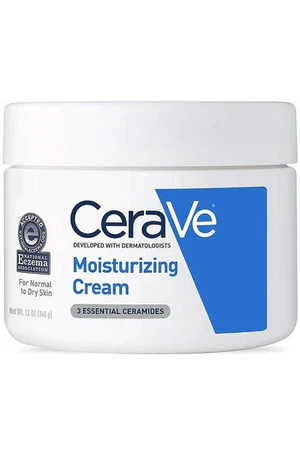 CeraVe
DEVELOPED WITH DERMATOLOGISTS
Moisturizing
Cream
3 ESSENTIAL CERAMIDES
ACCEPTED
e
NATIONAL
Eczema
ASSOCIATION
For Normal
to Dry Skin
Net WT. 12 OZ (340 g)